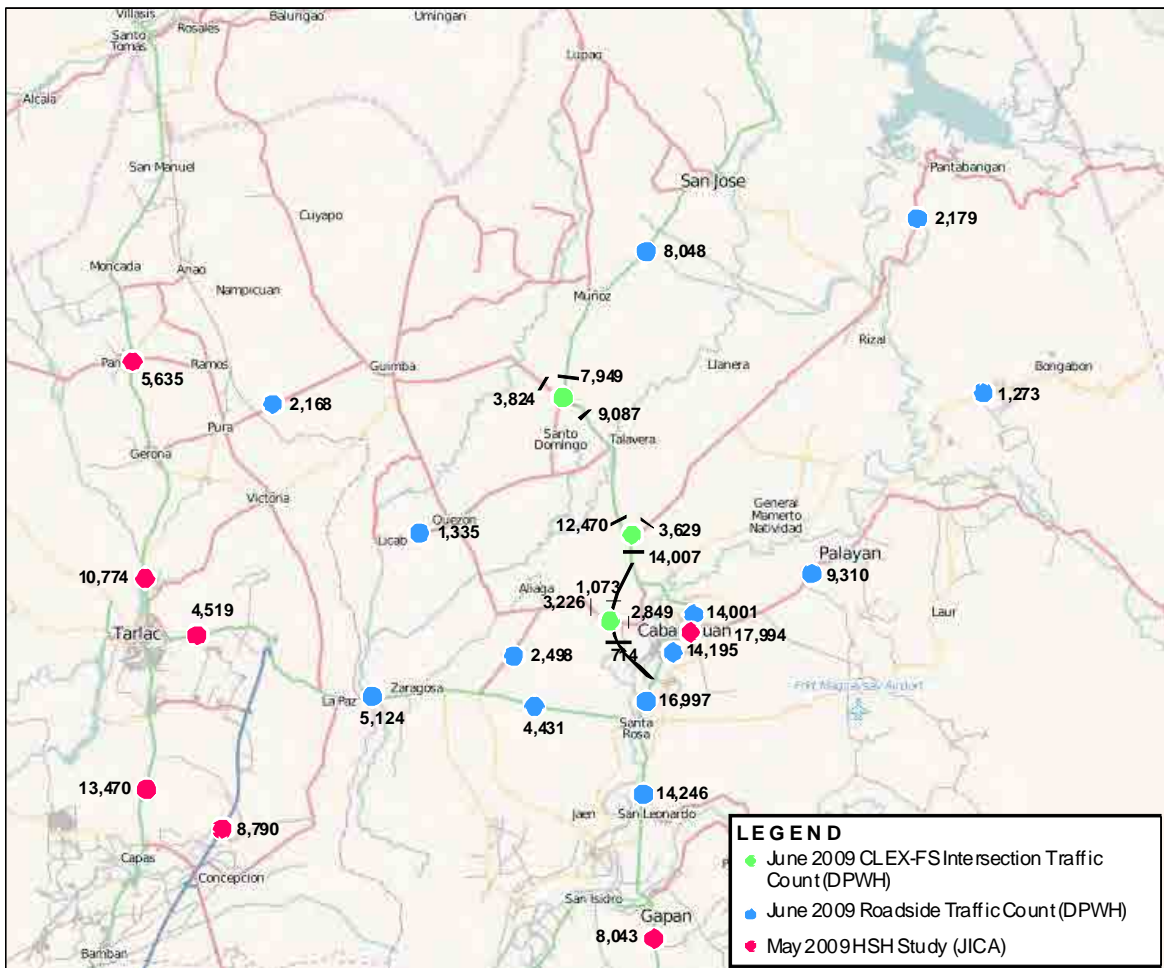 Villasis
Balungao
Umingan
Rosales
Santo
Tomas
Lupao
Alcala
San Manuel
Pantabangan
San Jose
Cuyapo
2,179
8,048
Moncada
Anao
Nampicuan
Muñoz
Rizal
Pan
Ramos
Guimba
Llanera
Bongabon
5,635
7,949
3,824
1,273
2,168
9,087
Pura
Santo
Domingo
Talavera
Gerona
Victoria
General
Mamerto
Natividad
Quezon
12,470
3,629
Licab
1,335
14,007
Palayan
10,774
9,310
Aliaga
1,073
3,226
2,849
14,001
Laur
4,519
Tarlac
Caba uan
17,994
714
14,195
2,498
Fort Magsaysay Airport
Zaragosa
La Paz
16,997
5,124
4,431
Santa
Rosa
13,470
14,246
Jaen
San Leonardo
8,790
Capas
Concepcion
San Isidro
Gapan
8,043
Bamban
LEGEND
June 2009 CLEX-FS Intersection Traffic
Count (DPWH)
June 2009 Roadside Traffic Count (DPWH)
May 2009 HSH Study (JICA)